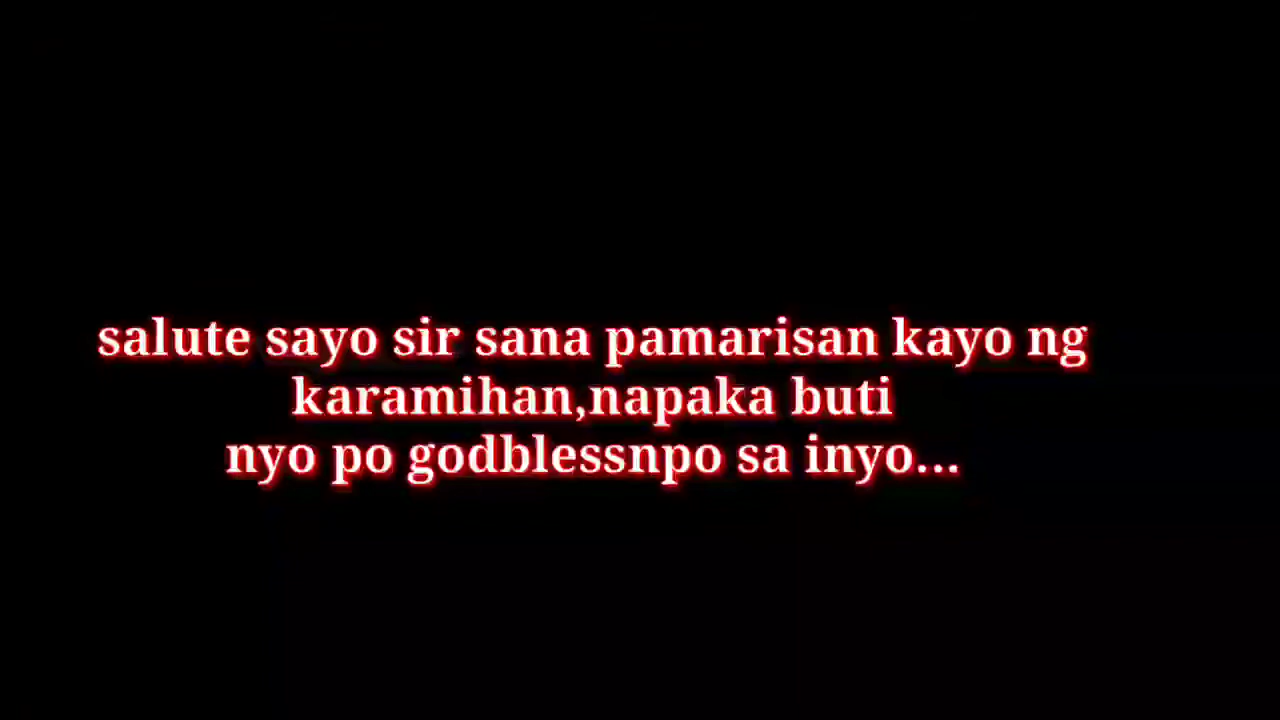 salute sayo sir sana pamarisan kayo ng
karamihan,napaka buti
nyo po godblessnpo sa inyo...